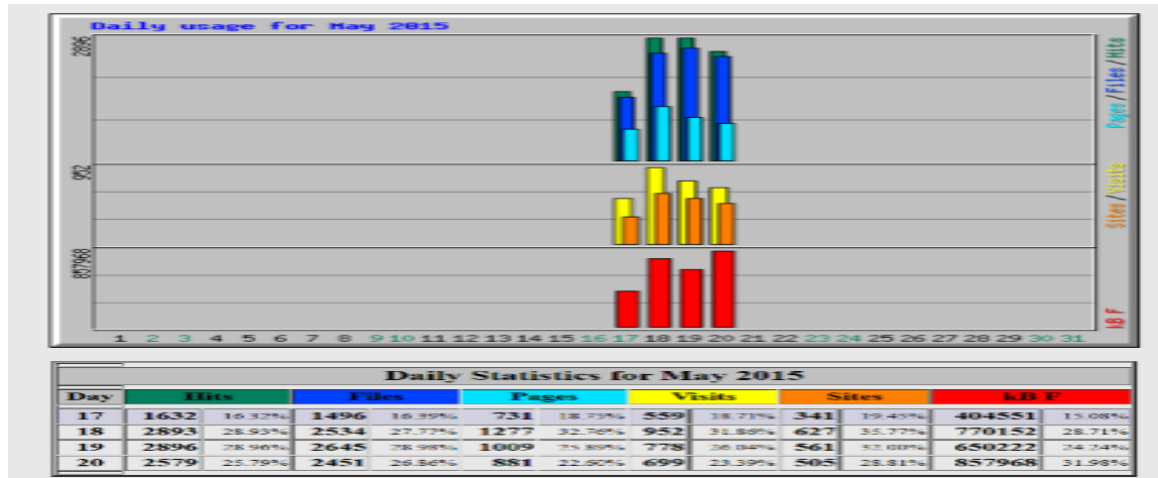 Daily usage for May 2015
2896
952
857968
Pages/Files/Hits
Sites/Visits
kB F
1 2 3 4 5 6 7 8 9 10 11 12 13 14 15 16 17 18 19 20 21 22 23 24 25 26 27 28 29 30 31
Daily Statistics for May 2015
Day Hits Files Pages Visits Sites kB F
17 1632 16.32% 1496 16.39% 731 18.75% 559 18.71% 341 19.45% 404551 15.08%
18 2893 28.93% 2534 27.77% 1277 32.76% 952 31.86% 627 35.77% 770152 28.71%
19 2896 28.96% 2645 28.98% 1009 25.89% 778 26.04% 561 32.00% 650222 24.24%
20 2579 25.79% 2451 26.86% 881 22.60% 699 23.39% 505 28.81% 857968 31.98%